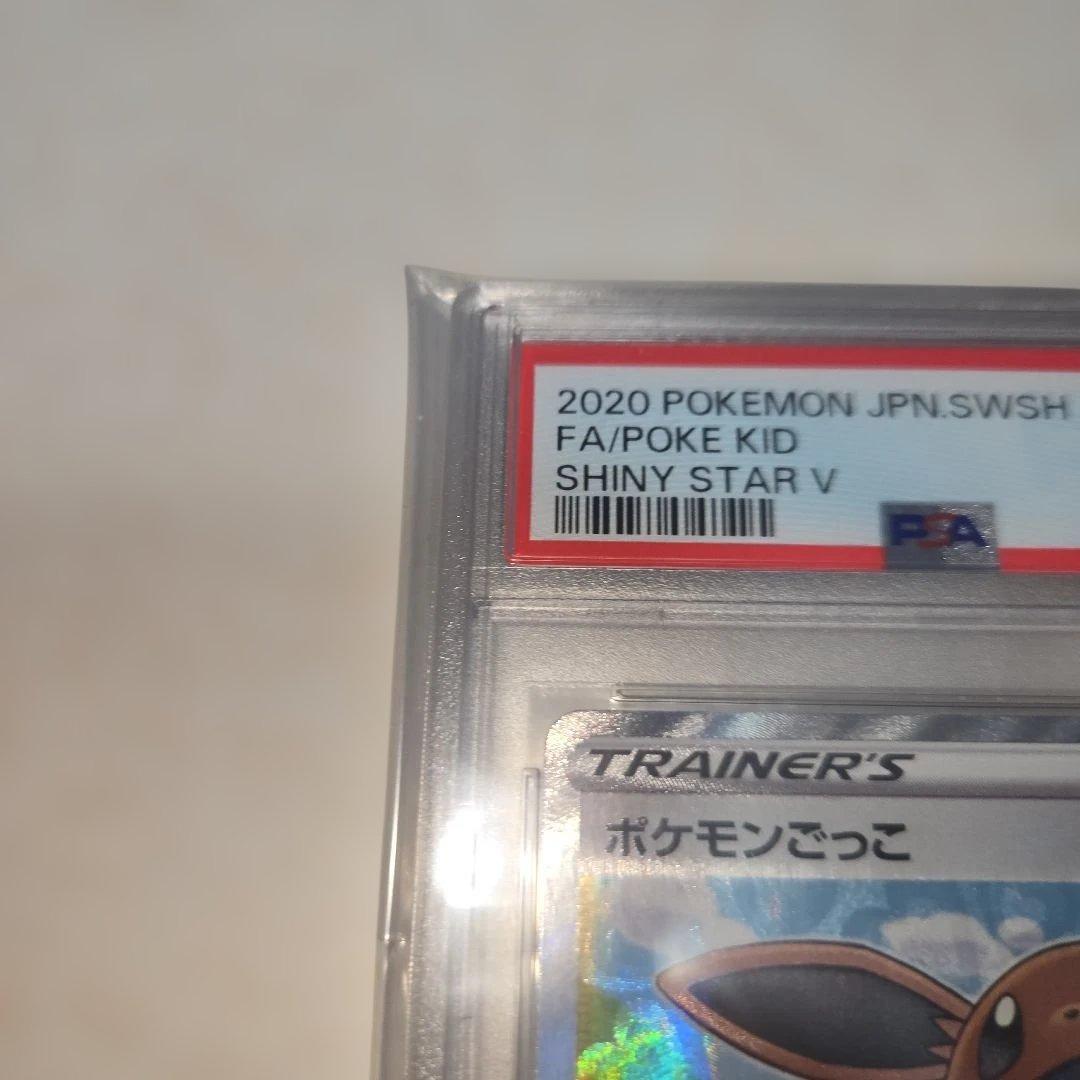 2020 POKEMON JPN.SWSH
FA/POKE KID
SHINY STAR V
PSA
TRAINER'S
ポケモンごっこ